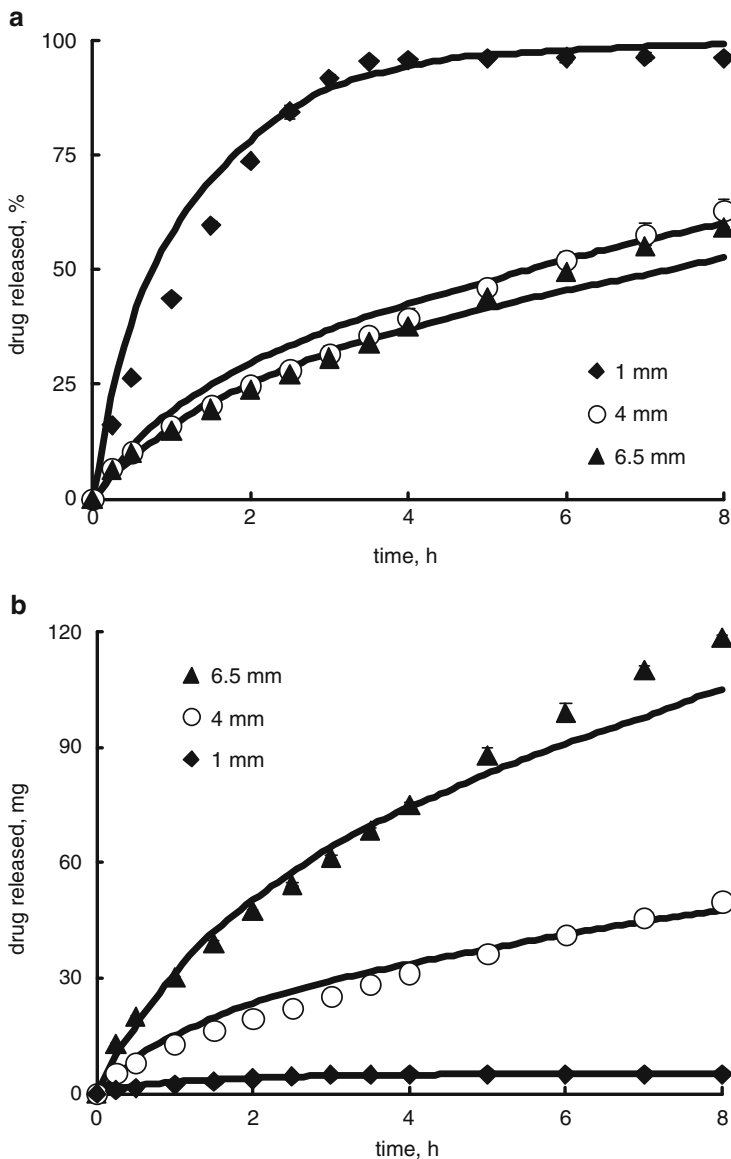 a
100
75
50
25
0
drug released, %
1 mm
4 mm
6.5 mm
0 2 4 6 8
time, h
b
120
90
60
30
0
drug released, mg
6.5 mm
4 mm
1 mm
0 2 4 6 8
time, h